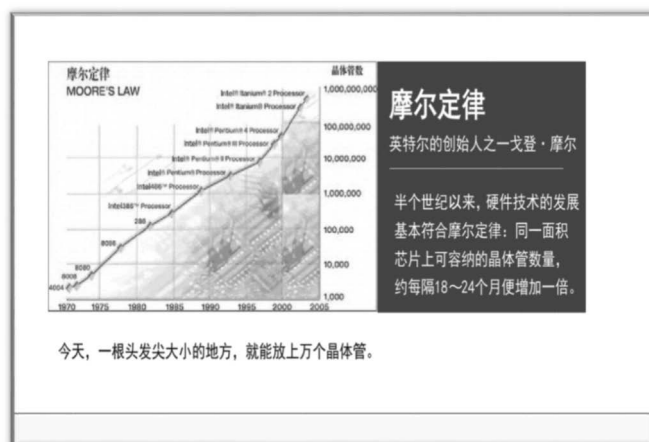 摩尔定律
MOORE'S LAW
晶体管数
Intel® Itanium® 2 Processor
Intel® Itanium® Processor
Intel® Pentium® 4 Processor
Intel® Pentium® III Processor
Intel® Pentium® II Processor
Intel® Pentium® Processor
Intel486™ Processor
Intel386™ Processor
286
8086
8080
8008
4004
1,000,000,000
100,000,000
10,000,000
1,000,000
100,000
10,000
1,000
1970 1975 1980 1985 1990 1995 2000 2005
摩尔定律
英特尔的创始人之一戈登·摩尔
半个世纪以来，硬件技术的发展
基本符合摩尔定律：同一面积
芯片上可容纳的晶体管数量，
约每隔18～24个月便增加一倍。
今天，一根头发尖大小的地方，就能放上万个晶体管。